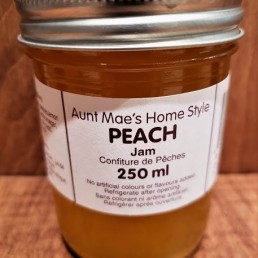 Aunt Mae's Home Style
PEACH
Jam
Confiture de Pêches
250 ml
No artificial colours or flavours added.
Refrigerate after opening.
Sans colorant ni arôme artificiel.
Refrigérer après ouverture.